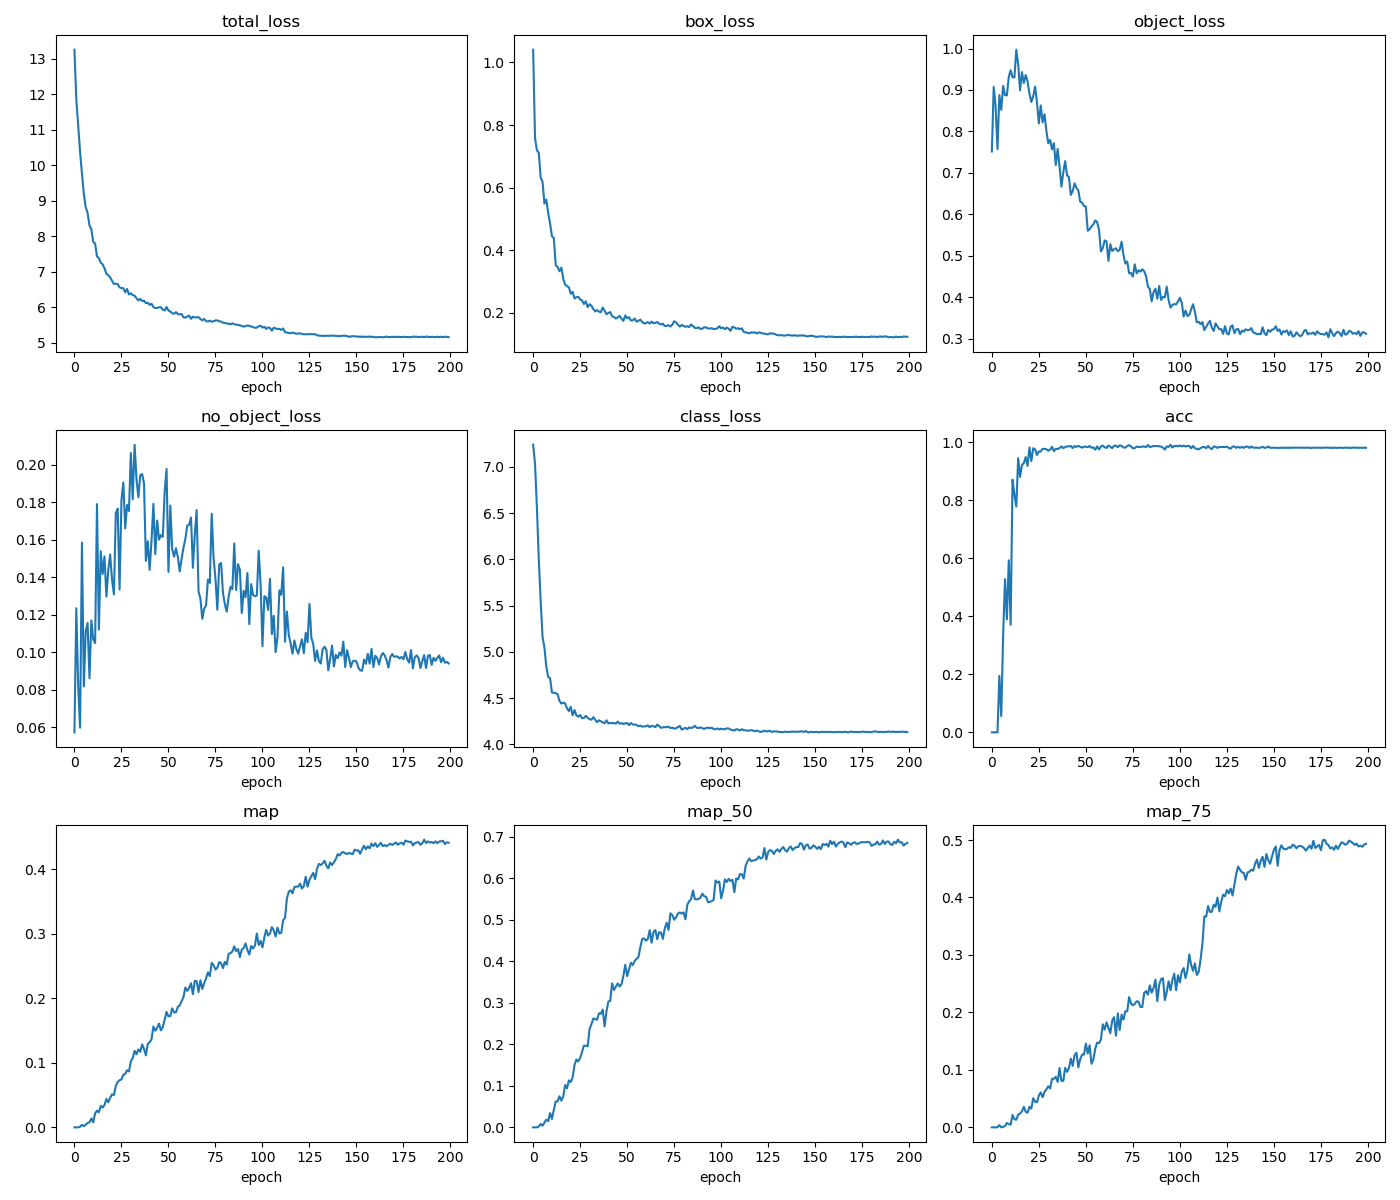 total_loss box_loss object_loss
13
12
11
10
9
8
7
6
5
0 25 50 75 100 125 150 175 200
epoch
1.0
0.8
0.6
0.4
0.2
0 25 50 75 100 125 150 175 200
epoch
1.0
0.9
0.8
0.7
0.6
0.5
0.4
0.3
0 25 50 75 100 125 150 175 200
epoch
no_object_loss class_loss acc
0.20
0.18
0.16
0.14
0.12
0.10
0.08
0.06
0 25 50 75 100 125 150 175 200
epoch
7.0
6.5
6.0
5.5
5.0
4.5
4.0
0 25 50 75 100 125 150 175 200
epoch
1.0
0.8
0.6
0.4
0.2
0.0
0 25 50 75 100 125 150 175 200
epoch
map map_50 map_75
0.4
0.3
0.2
0.1
0.0
0 25 50 75 100 125 150 175 200
epoch
0.7
0.6
0.5
0.4
0.3
0.2
0.1
0.0
0 25 50 75 100 125 150 175 200
epoch
0.5
0.4
0.3
0.2
0.1
0.0
0 25 50 75 100 125 150 175 200
epoch